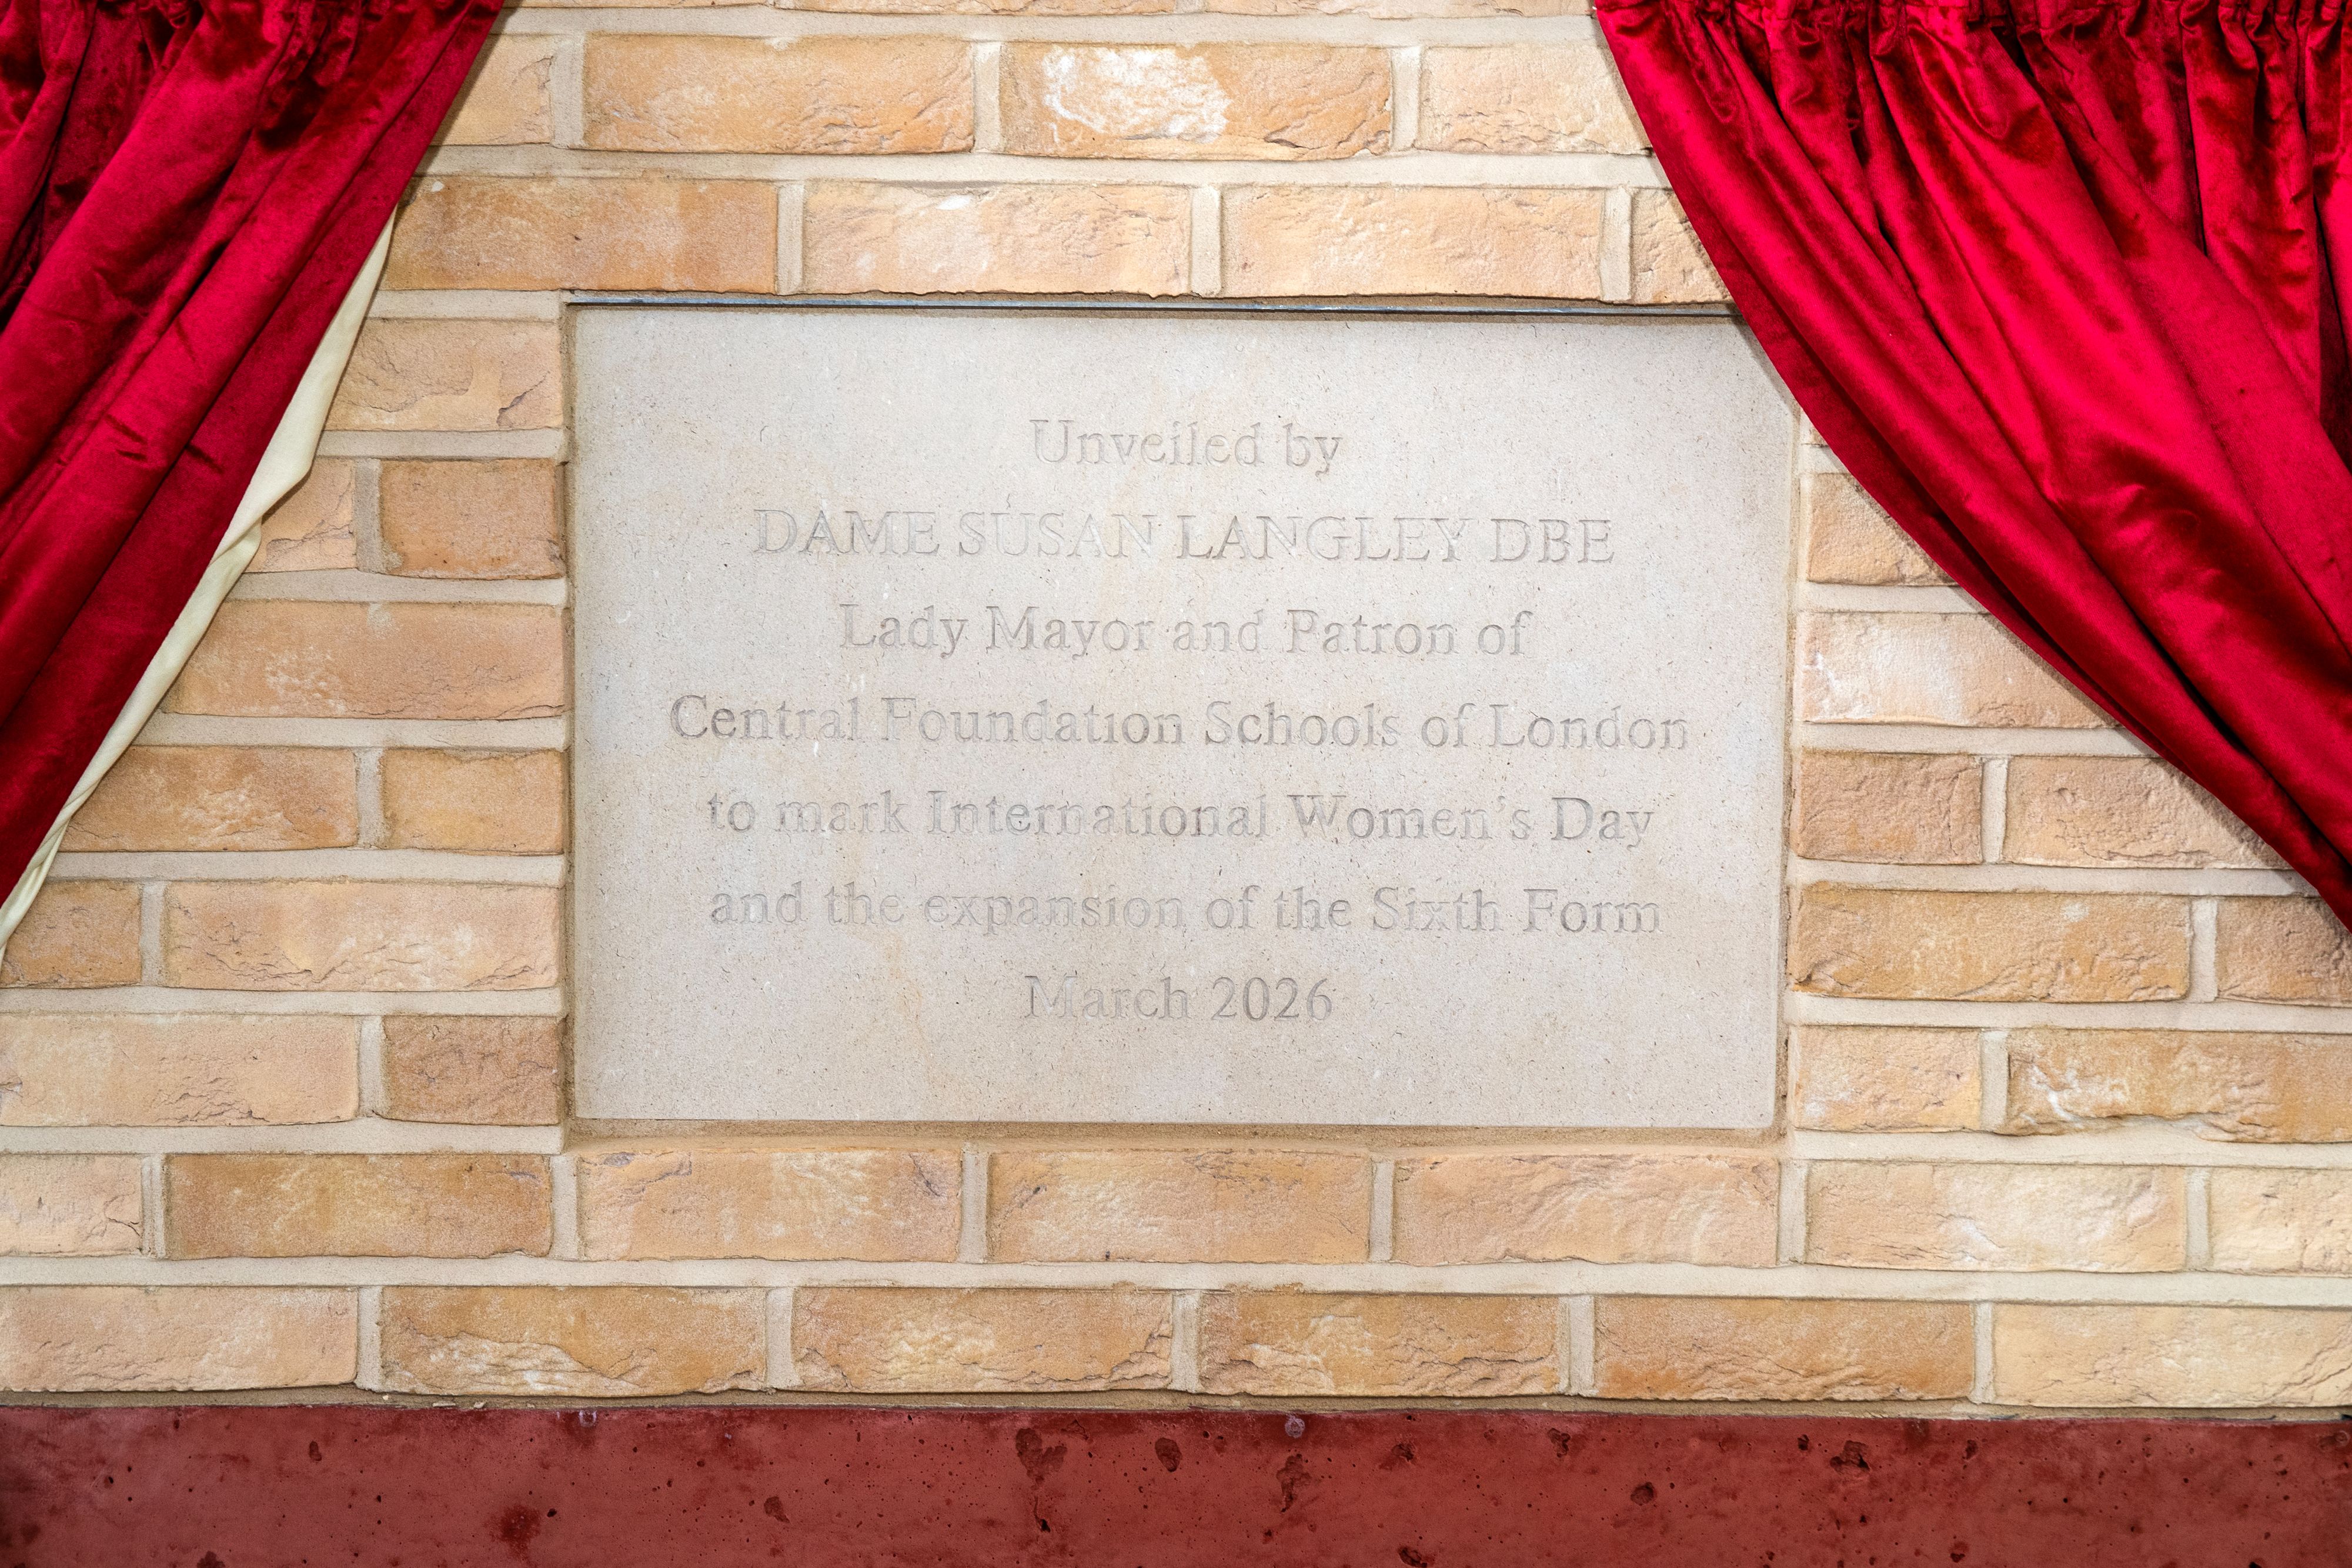 Unveiled by
DAME SUSAN LANGLEY DBE
Lady Mayor and Patron of
Central Foundation Schools of London
to mark International Women's Day
and the expansion of the Sixth Form
March 2026